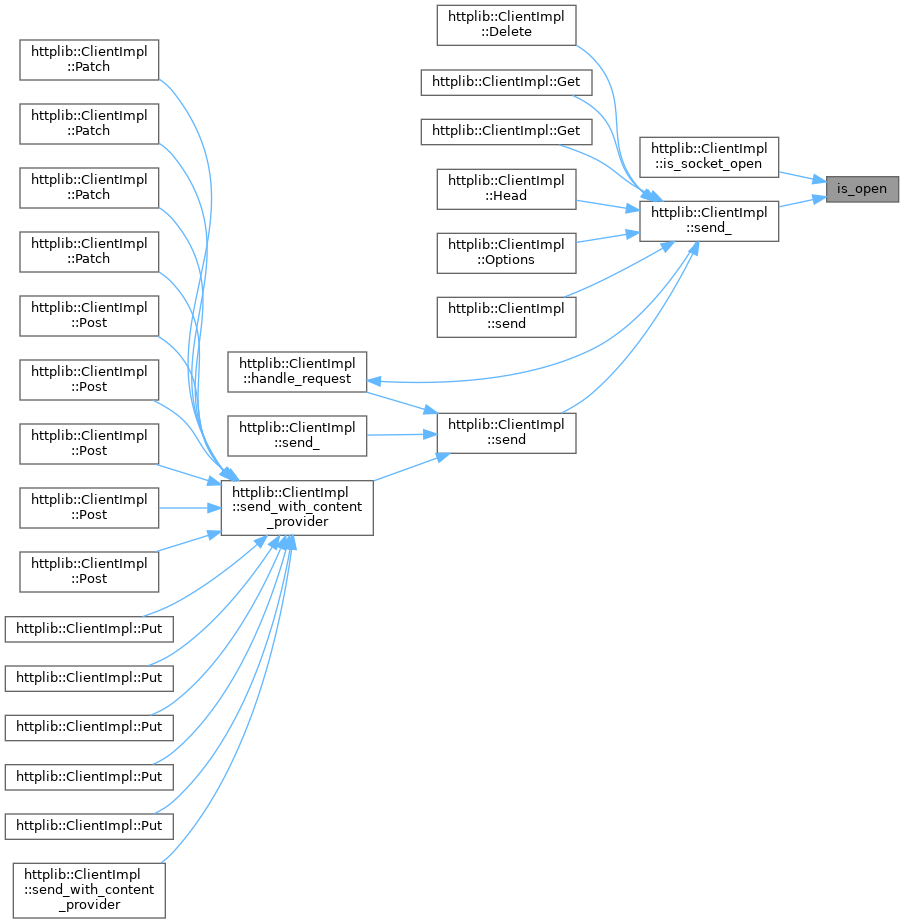 httplib::ClientImpl
::Patch
httplib::ClientImpl
::Patch
httplib::ClientImpl
::Patch
httplib::ClientImpl
::Patch
httplib::ClientImpl
::Post
httplib::ClientImpl
::Post
httplib::ClientImpl
::Post
httplib::ClientImpl
::Post
httplib::ClientImpl
::Post
httplib::ClientImpl::Put
httplib::ClientImpl::Put
httplib::ClientImpl::Put
httplib::ClientImpl::Put
httplib::ClientImpl::Put
httplib::ClientImpl
::send_with_content
_provider
httplib::ClientImpl
::handle_request
httplib::ClientImpl
::send_
httplib::ClientImpl
::send_with_content
_provider
httplib::ClientImpl
::Delete
httplib::ClientImpl::Get
httplib::ClientImpl::Get
httplib::ClientImpl
::Head
httplib::ClientImpl
::Options
httplib::ClientImpl
::send
httplib::ClientImpl
::send
httplib::ClientImpl
::is_socket_open
httplib::ClientImpl
::send_
is_open